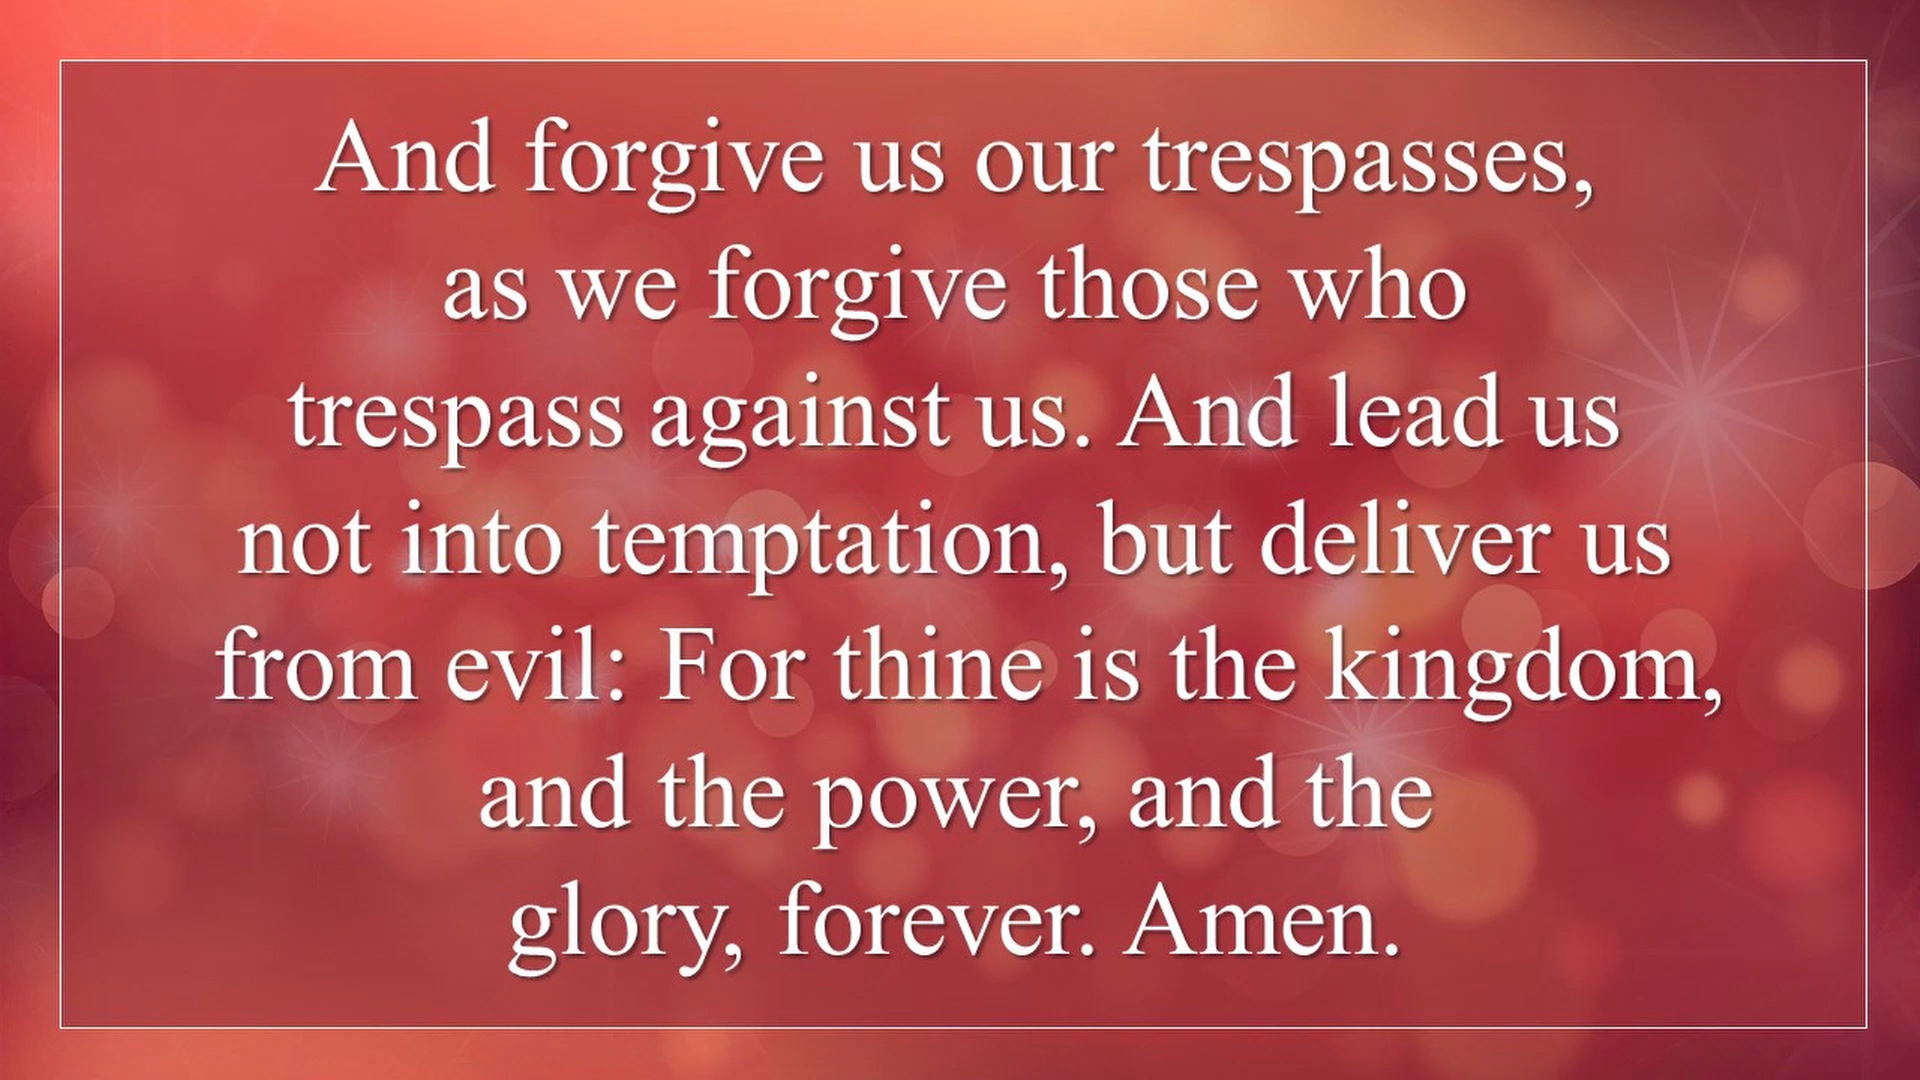 And forgive us our trespasses,
as we forgive those who
trespass against us. And lead us
not into temptation, but deliver us
from evil: For thine is the kingdom,
and the power, and the
glory, forever. Amen.